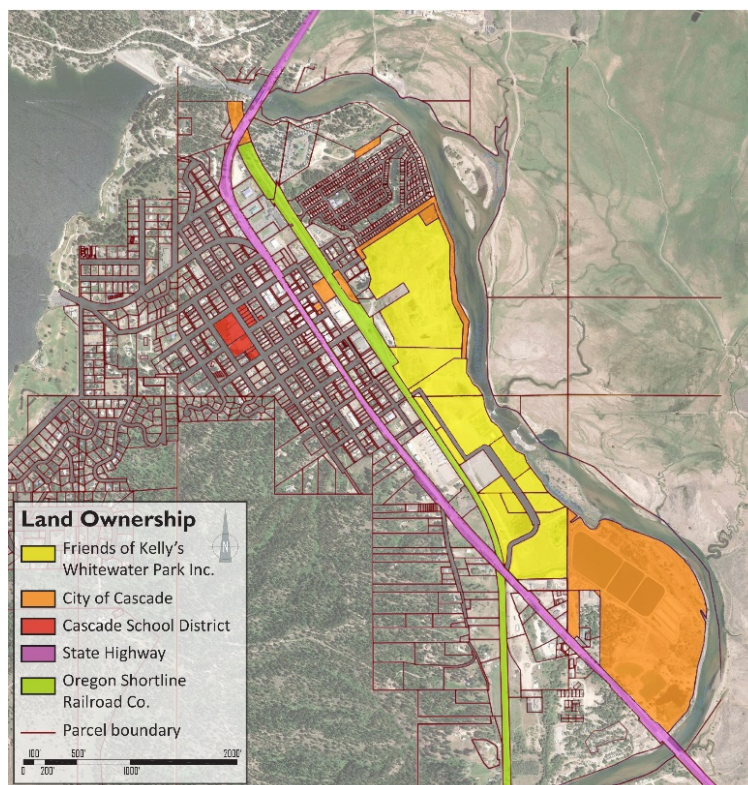 Land Ownership
N
Friends of Kelly's
Whitewater Park Inc.
City of Cascade
Cascade School District
State Highway
Oregon Shortline
Railroad Co.
Parcel boundary
100' 500' 2000'
0 200' 1000'